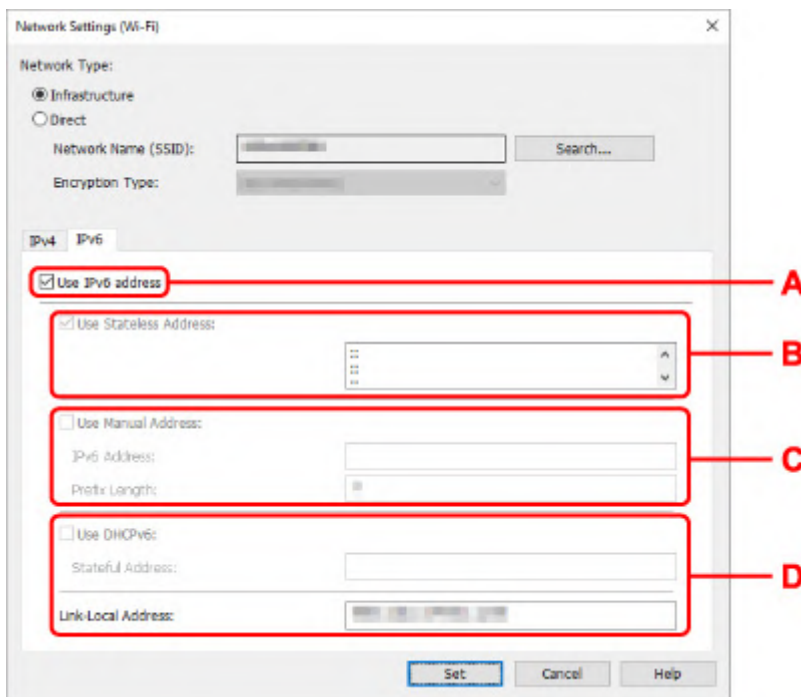 Network Settings (Wi-Fi)
Network Type:
Infrastructure
Direct
Network Name (SSID):
Search...
Encryption Type:
IPv4 IPv6
Use IPv6 address
A
Use Stateless Address:
::
::
::
B
Use Manual Address:
IPv6 Address:
Prefix Length:
C
Use DHCPv6:
Stateful Address:
D
Link-Local Address:
Set Cancel Help